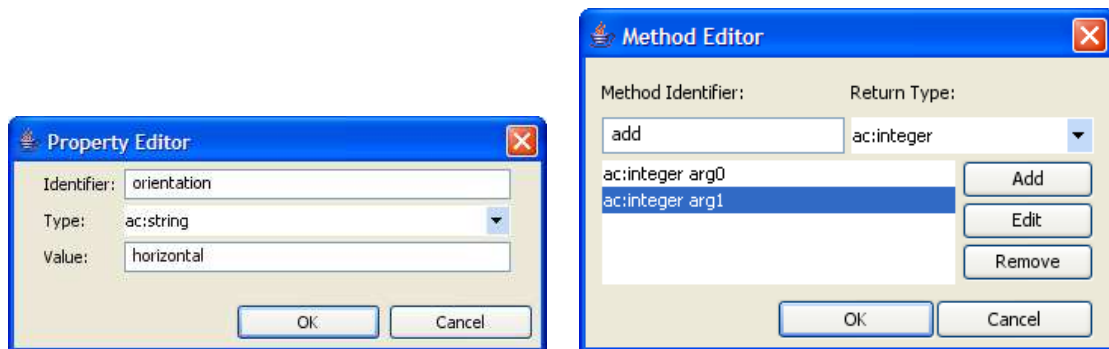 Property Editor
Identifier: orientation
Type: ac:string
Value: horizontal
OK Cancel
Method Editor
Method Identifier: Return Type:
add ac:integer
ac:integer arg0
ac:integer arg1
Add
Edit
Remove
OK Cancel